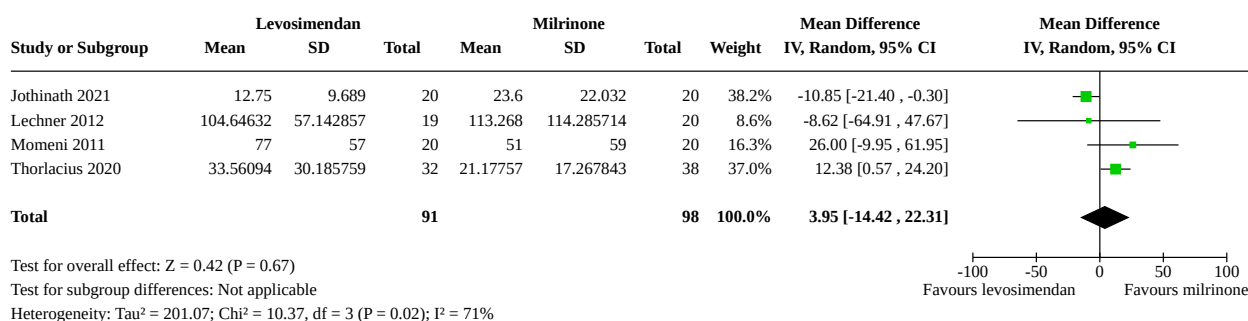 Levosimendan Milrinone Mean Difference Mean Difference
Study or Subgroup Mean SD Total Mean SD Total Weight IV, Random, 95% CI IV, Random, 95% CI
Jothinath 2021 12.75 9.689 20 23.6 22.032 20 38.2% -10.85 [-21.40 , -0.30]
Lechner 2012 104.64632 57.142857 19 113.268 114.285714 20 8.6% -8.62 [-64.91 , 47.67]
Momeni 2011 77 57 20 51 59 20 16.3% 26.00 [-9.95 , 61.95]
Thorlacius 2020 33.56094 30.185759 32 21.17757 17.267843 38 37.0% 12.38 [0.57 , 24.20]
Total 91 98 100.0% 3.95 [-14.42 , 22.31]
Test for overall effect: Z = 0.42 (P = 0.67)
-100 -50 0 50 100
Test for subgroup differences: Not applicable Favours levosimendan Favours milrinone
Heterogeneity: Tau² = 201.07; Chi² = 10.37, df = 3 (P = 0.02); I² = 71%